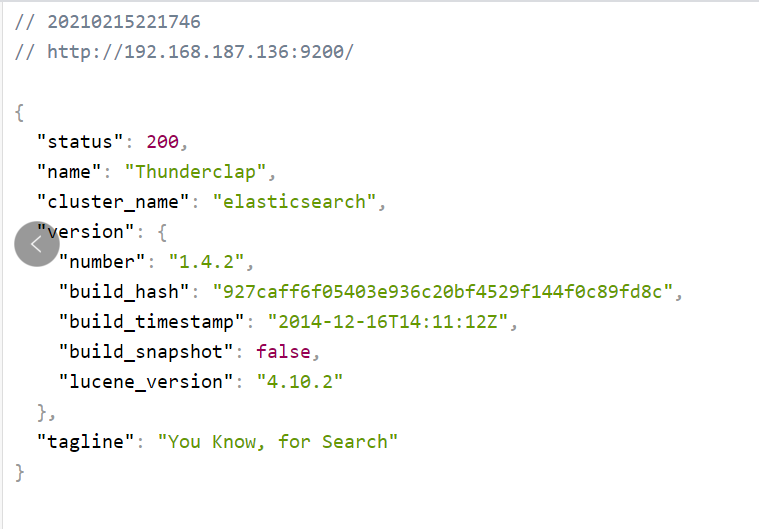 // 20210215221746
// http://192.168.187.136:9200/
{
"status": 200,
"name": "Thunderclap",
"cluster_name": "elasticsearch",
"version": {
"number": "1.4.2",
"build_hash": "927caff6f05403e936c20bf4529f144f0c89fd8c",
"build_timestamp": "2014-12-16T14:11:12Z",
"build_snapshot": false,
"lucene_version": "4.10.2"
},
"tagline": "You Know, for Search"
}